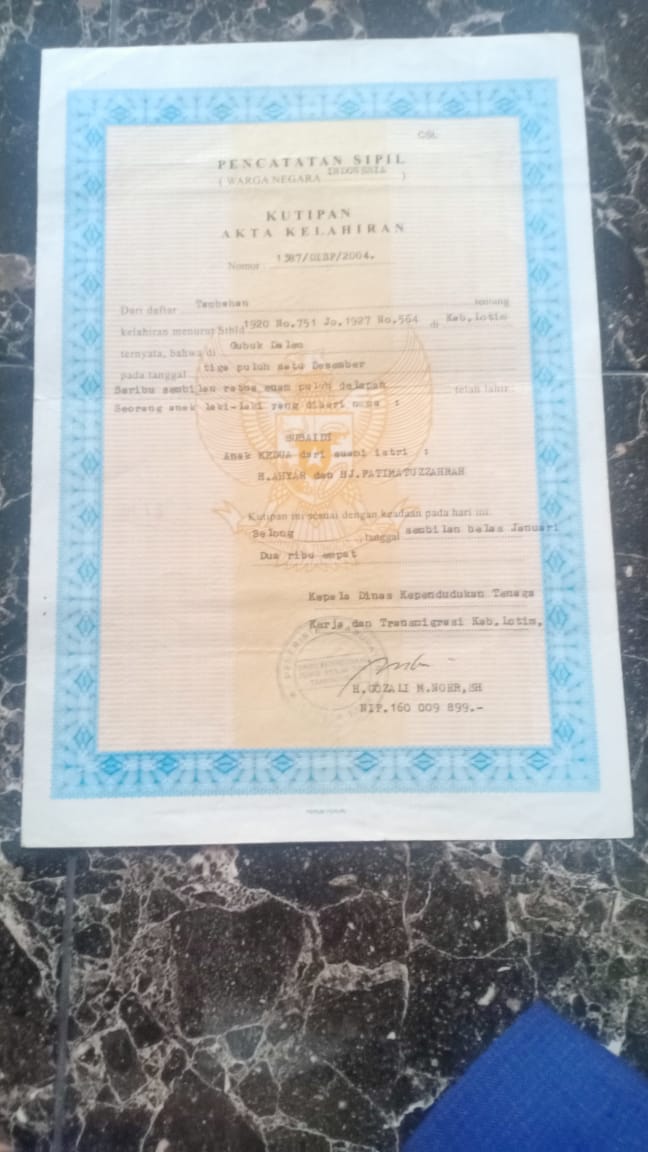 CSL
PENCATATAN SIPIL
( WARGA NEGARA INDONESIA )
KUTIPAN
AKTA KELAHIRAN
Nomor : 1387/DISP/2004.
Dari daftar Tambahan tentang
kelahiran menurut Stbld 1920 No.751 Jo.1927 No.564 di Kab.Lotim
ternyata, bahwa di Gubuk Dalam
pada tanggal tiga puluh satu Desember
Seribu sembilan ratus enam puluh delapan telah lahir :
Seorang anak laki-laki yang diberi nama :
Anak KEDUA dari suami istri :
H.AHYAR dan HJ.FATIMATUZZAHRAH
Kutipan ini sesuai dengan keadaan pada hari ini.
Selong , tanggal sembilan belas Januari
Dua ribu empat
Kepala Dinas Kependudukan Tenaga
Kerja dan Transmigrasi Kab.Lotim,
H.GOZALI M.NOER,SH
NIP.160 009 899.-